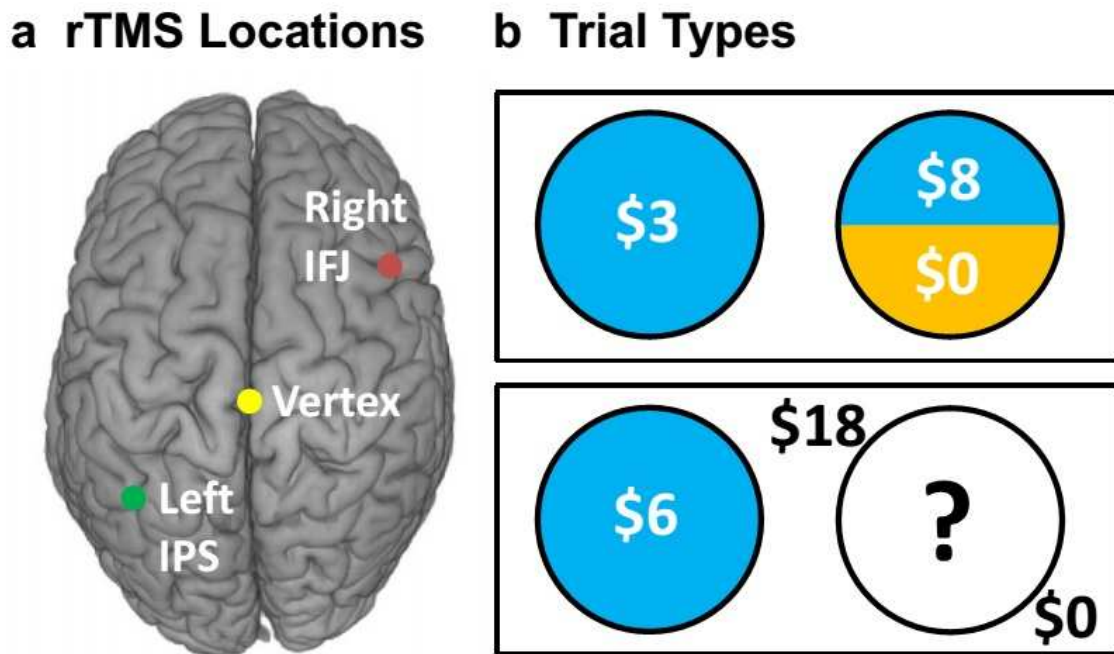 a rTMS Locations
b Trial Types
Right
IFJ
Vertex
Left
IPS
$3
$8
$0
$6
$18
?
$0